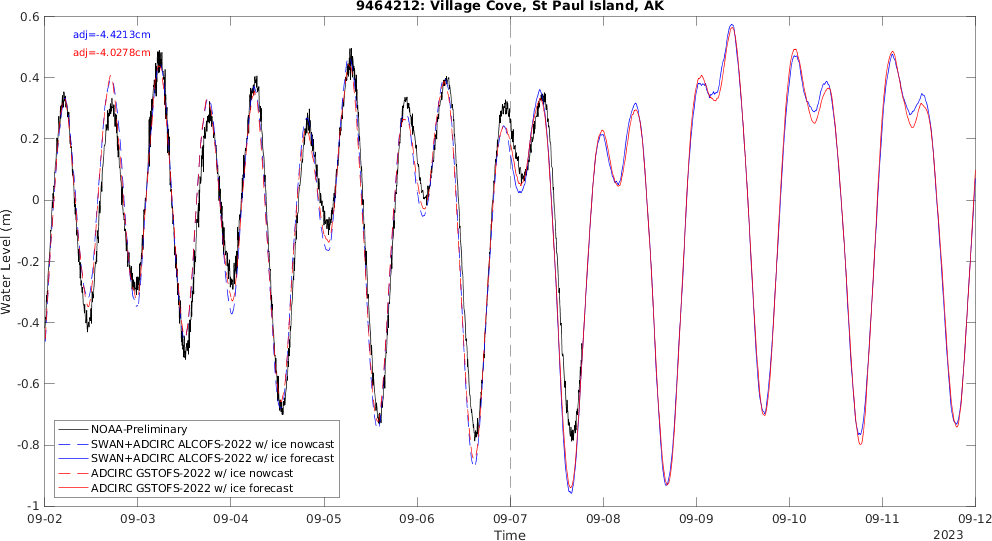 9464212: Village Cove, St Paul Island, AK
adj=-4.4213cm
adj=-4.0278cm
Water Level (m)
0.6
0.4
0.2
0
-0.2
-0.4
-0.6
-0.8
-1
NOAA-Preliminary
SWAN+ADCIRC ALCOFS-2022 w/ ice nowcast
SWAN+ADCIRC ALCOFS-2022 w/ ice forecast
ADCIRC GSTOFS-2022 w/ ice nowcast
ADCIRC GSTOFS-2022 w/ ice forecast
09-02 09-03 09-04 09-05 09-06 09-07 09-08 09-09 09-10 09-11 09-12
Time
2023